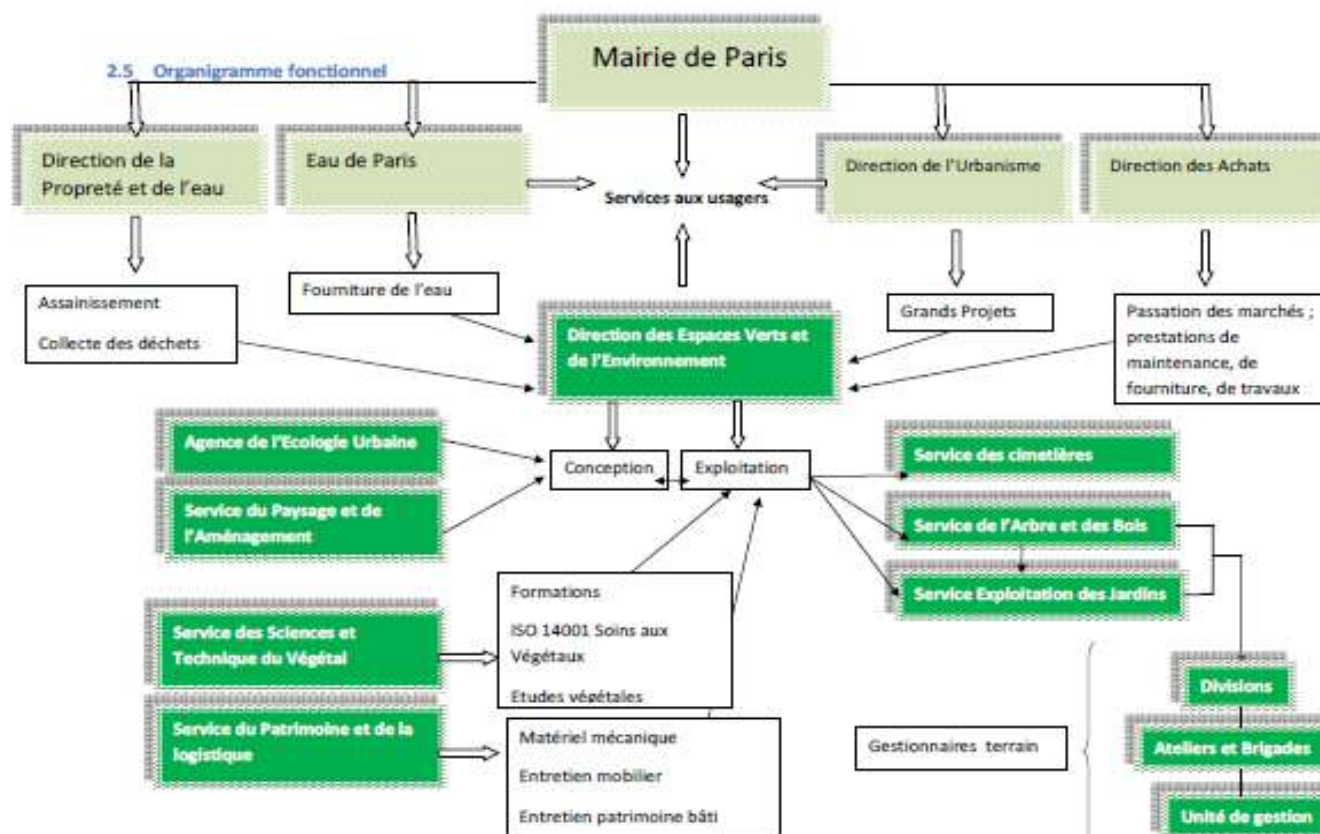 Mairie de Paris
2.5 Organigramme fonctionnel
Direction de la
Propreté et de l'eau
Eau de Paris
Services aux usagers
Direction de l'Urbanisme
Direction des Achats
Assainissement
Collecte des déchets
Fourniture de l'eau
Direction des Espaces Verts et
de l'Environnement
Grands Projets
Passation des marchés ;
prestations de
maintenance, de
fourniture, de travaux
Agence de l'Ecologie Urbaine
Service du Paysage et de
l'Aménagement
Conception
Exploitation
Service des cimetières
Service de l'Arbre et des Bois
Service Exploitation des Jardins
Service des Sciences et
Technique du Végétal
Formations
ISO 14001 Soins aux
Végétaux
Etudes végétales
Service du Patrimoine et de la
logistique
Matériel mécanique
Entretien mobilier
Entretien patrimoine bâti
Gestionnaires terrain
Divisions
Ateliers et Brigades
Unité de gestion